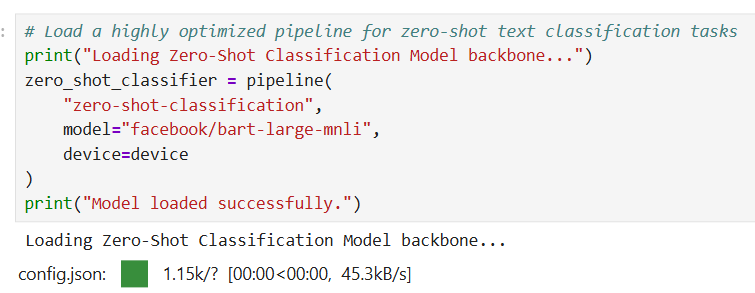 :
# Load a highly optimized pipeline for zero-shot text classification tasks
print("Loading Zero-Shot Classification Model backbone...")
zero_shot_classifier = pipeline(
    "zero-shot-classification",
    model="facebook/bart-large-mnli",
    device=device
)
print("Model loaded successfully.")
Loading Zero-Shot Classification Model backbone...
config.json: 1.15k/? [00:00<00:00, 45.3kB/s]